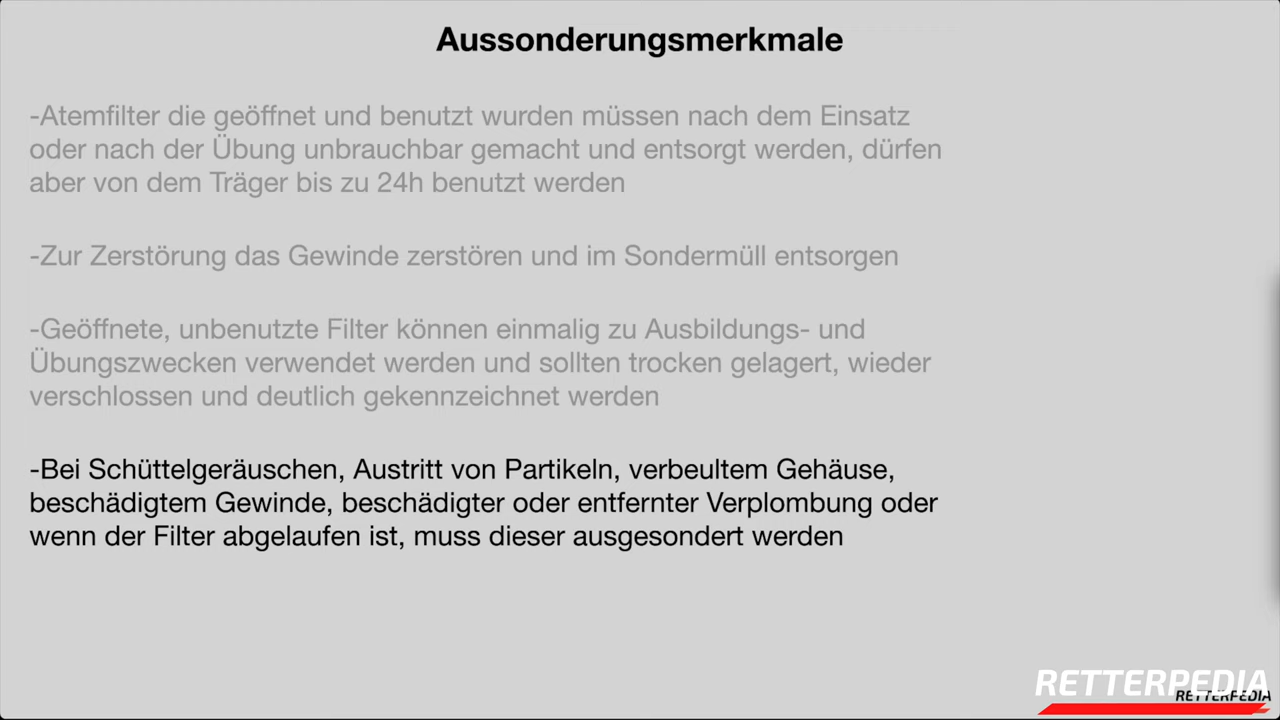 Aussonderungsmerkmale
-Atemfilter die geöffnet und benutzt wurden müssen nach dem Einsatz
oder nach der Übung unbrauchbar gemacht und entsorgt werden, dürfen
aber von dem Träger bis zu 24h benutzt werden
-Zur Zerstörung das Gewinde zerstören und im Sondermüll entsorgen
-Geöffnete, unbenutzte Filter können einmalig zu Ausbildungs- und
Übungszwecken verwendet werden und sollten trocken gelagert, wieder
verschlossen und deutlich gekennzeichnet werden
-Bei Schüttelgeräuschen, Austritt von Partikeln, verbeultem Gehäuse,
beschädigtem Gewinde, beschädigter oder entfernter Verplombung oder
wenn der Filter abgelaufen ist, muss dieser ausgesondert werden
RETTERPEDIA
RETTERPEDIA